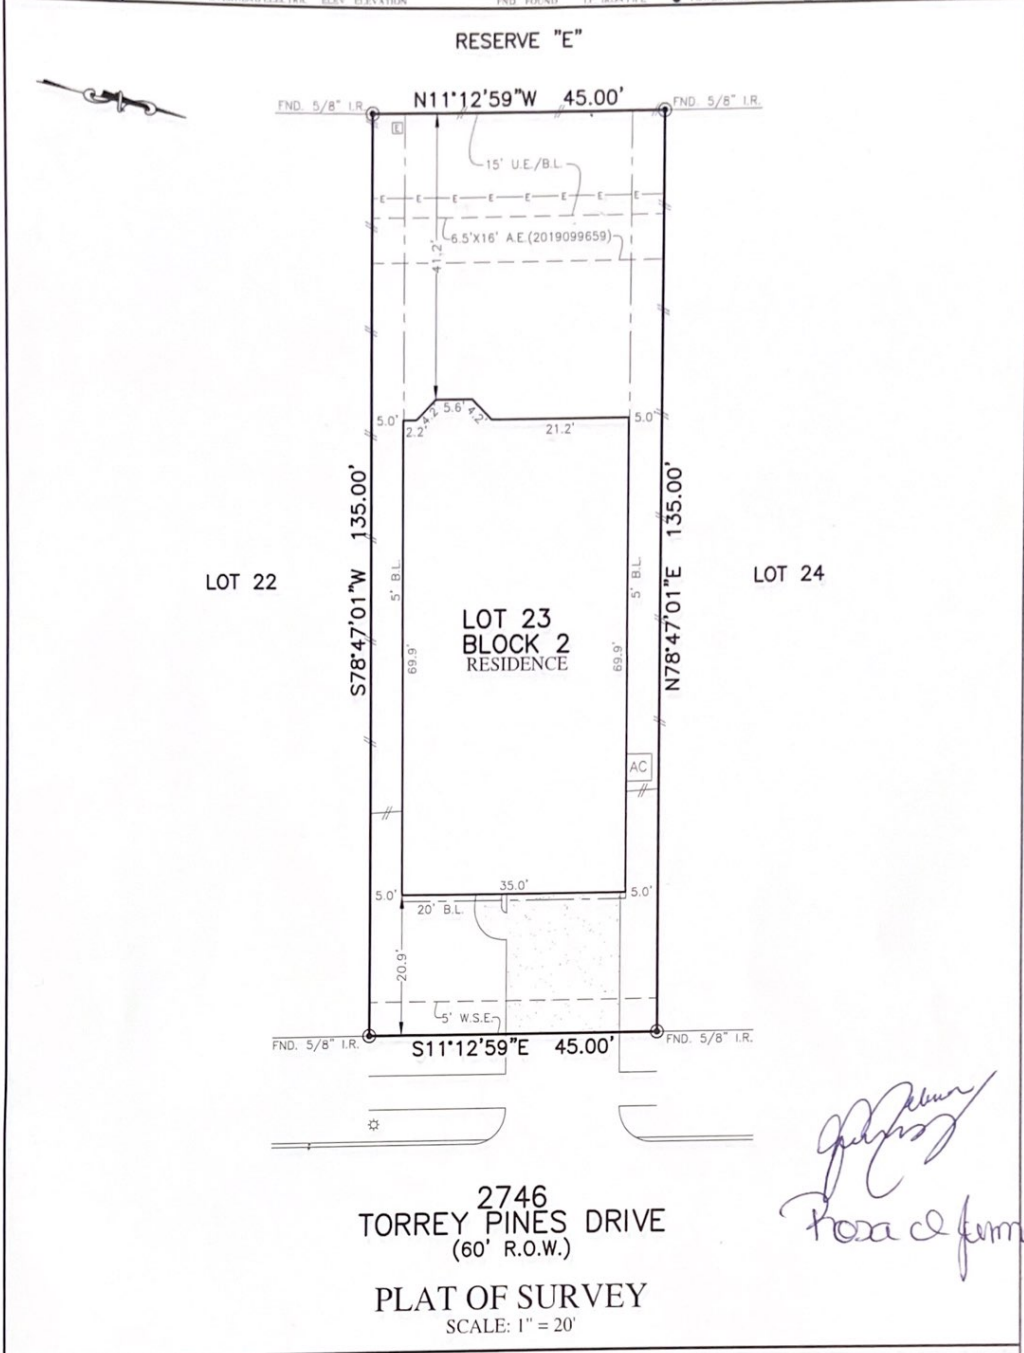 RESERVE "E"
FND. 5/8" I.R.
N11°12'59"W 45.00'
FND. 5/8" I.R.
E
15' U.E./B.L.
E E E E E E E E
6.5'X16' A.E.(2019099659)
41.2'
5.0'
2.2'
4.2'
5.6'
4.2'
21.2'
5.0'
S78°47'01"W 135.00'
N78°47'01"E 135.00'
5' B.L.
5' B.L.
LOT 22
LOT 24
LOT 23
BLOCK 2
RESIDENCE
69.9'
69.9'
AC
5.0'
35.0'
5.0'
20' B.L.
20.9'
5' W.S.E.
FND. 5/8" I.R.
S11°12'59"E 45.00'
FND. 5/8" I.R.
2746
TORREY PINES DRIVE
(60' R.O.W.)
PLAT OF SURVEY
SCALE: 1" = 20'
Rosa